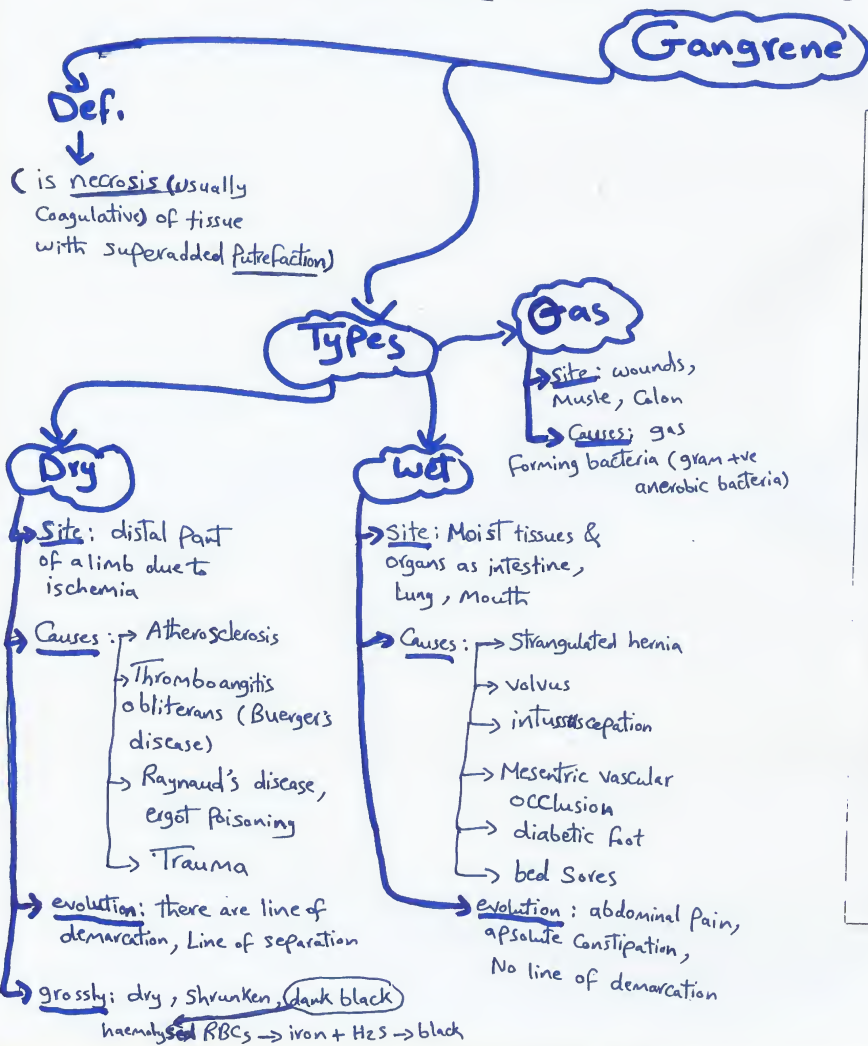 Gangrene
Def.
( is necrosis (usually
Coagulative) of tissue
with superadded Putrefaction)
Types
Gas
Site: wounds,
Musle, Colon
Causes: gas
forming bacteria (gram +ve
anerobic bacteria)
Dry
Site: distal Part
of a limb due to
ischemia
Causes: Atherosclerosis
Thromboangitis
obliterans (Buerger's
disease)
Raynaud's disease,
ergot Poisoning
Trauma
evolution: there are line of
demarcation, Line of separation
grossly: dry, Shrunken, dark black
haemolysed RBCs → iron + H2S → black
Wet
Site: Moist tissues &
organs as intestine,
Lung, Mouth
Causes: Strangulated hernia
volvus
intussuscepation
Mesentric vascular
occlusion
diabetic foot
bed Sores
evolution: abdominal Pain,
apsolute Constipation,
No line of demarcation